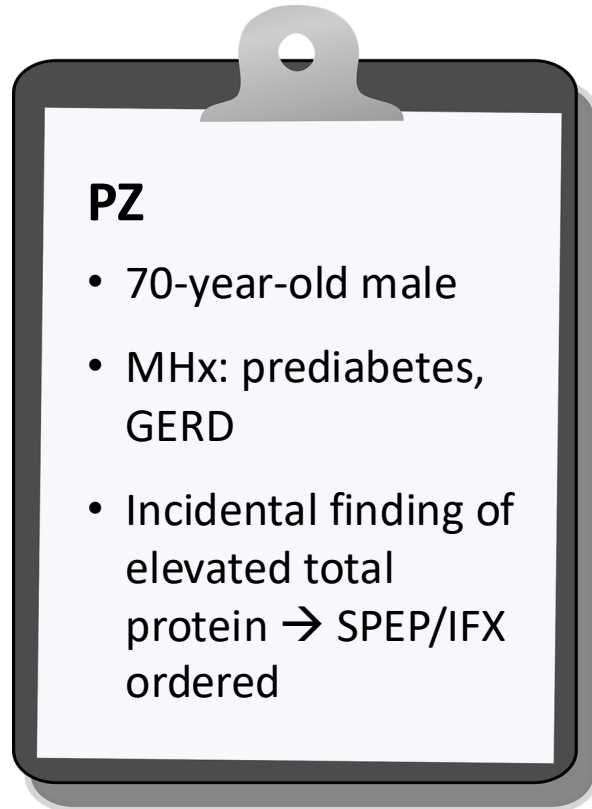 PZ
• 70-year-old male
• MHx: prediabetes,
GERD
• Incidental finding of
elevated total
protein → SPEP/IFX
ordered